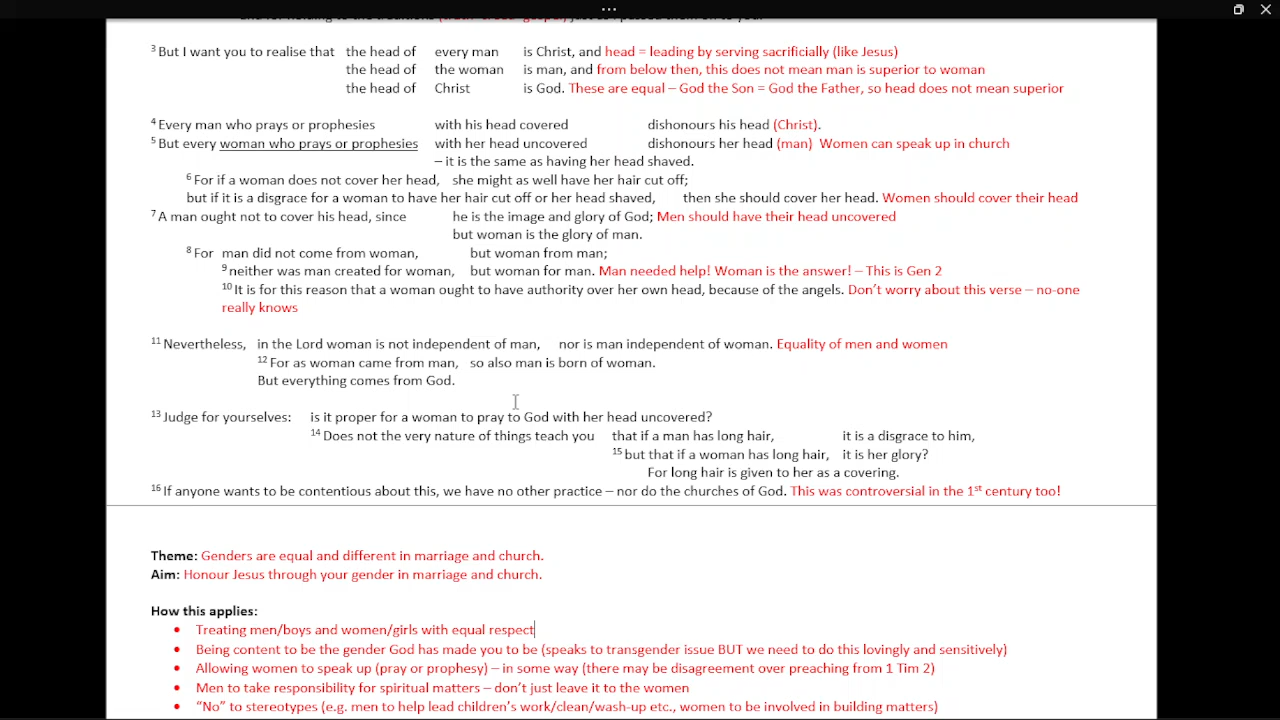 ³ But I want you to realise that the head of every man is Christ, and head = leading by serving sacrificially (like Jesus)
the head of the woman is man, and from below then, this does not mean man is superior to woman
the head of Christ is God. These are equal – God the Son = God the Father, so head does not mean superior
⁴ Every man who prays or prophesies with his head covered dishonours his head (Christ).
⁵ But every woman who prays or prophesies with her head uncovered dishonours her head (man) Women can speak up in church
– it is the same as having her head shaved.
⁶ For if a woman does not cover her head, she might as well have her hair cut off;
but if it is a disgrace for a woman to have her hair cut off or her head shaved, then she should cover her head. Women should cover their head
⁷ A man ought not to cover his head, since he is the image and glory of God; Men should have their head uncovered
but woman is the glory of man.
⁸ For man did not come from woman, but woman from man;
⁹ neither was man created for woman, but woman for man. Man needed help! Woman is the answer! – This is Gen 2
¹⁰ It is for this reason that a woman ought to have authority over her own head, because of the angels. Don't worry about this verse – no-one
really knows
¹¹ Nevertheless, in the Lord woman is not independent of man, nor is man independent of woman. Equality of men and women
¹² For as woman came from man, so also man is born of woman.
But everything comes from God.
¹³ Judge for yourselves: is it proper for a woman to pray to God with her head uncovered?
¹⁴ Does not the very nature of things teach you that if a man has long hair, it is a disgrace to him,
¹⁵ but that if a woman has long hair, it is her glory?
For long hair is given to her as a covering.
¹⁶ If anyone wants to be contentious about this, we have no other practice – nor do the churches of God. This was controversial in the 1st century too!
Theme: Genders are equal and different in marriage and church.
Aim: Honour Jesus through your gender in marriage and church.
How this applies:
• Treating men/boys and women/girls with equal respect
• Being content to be the gender God has made you to be (speaks to transgender issue BUT we need to do this lovingly and sensitively)
• Allowing women to speak up (pray or prophesy) – in some way (there may be disagreement over preaching from 1 Tim 2)
• Men to take responsibility for spiritual matters – don't just leave it to the women
• "No" to stereotypes (e.g. men to help lead children's work/clean/wash-up etc., women to be involved in building matters)